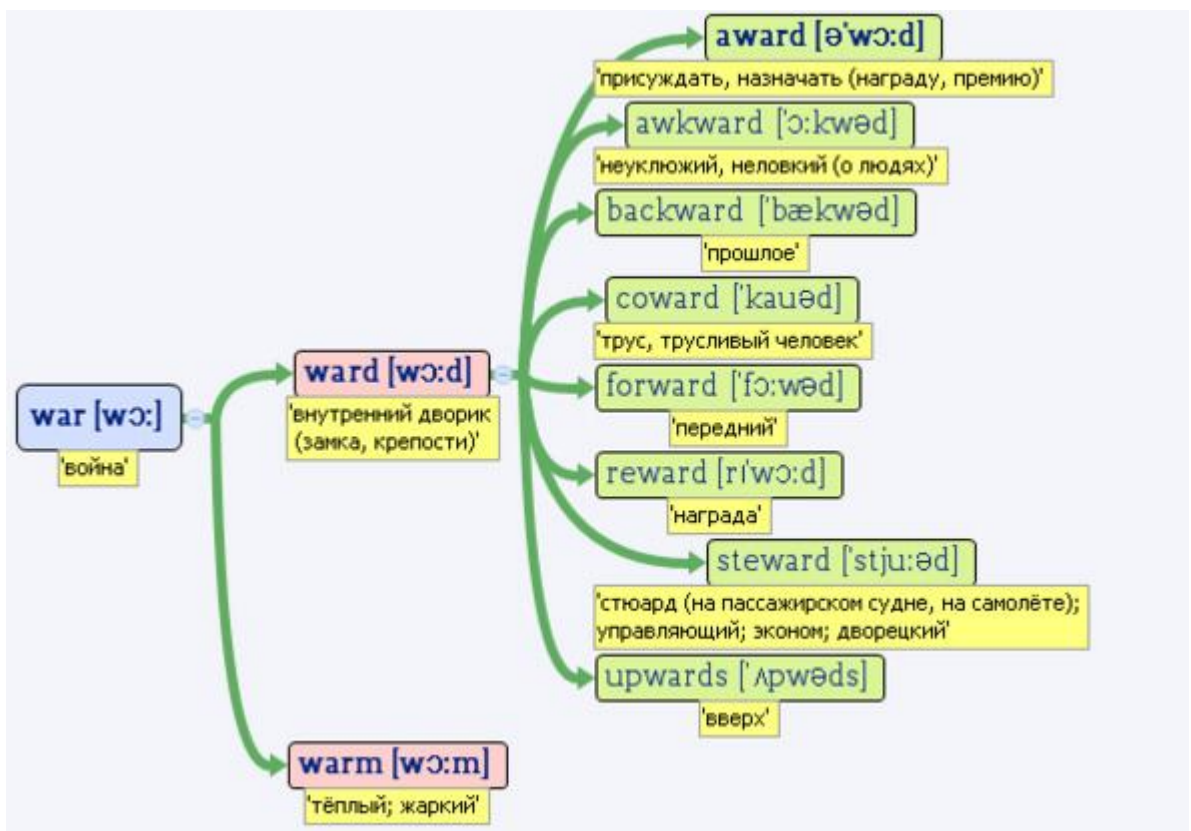 award [ə'wɔ:d]
'присуждать, назначать (награду, премию)'
awkward ['ɔ:kwəd]
'неуклюжий, неловкий (о людях)'
backward ['bækwəd]
'прошлое'
coward ['kauəd]
'трус, трусливый человек'
ward [wɔ:d]
'внутренний дворик
(замка, крепости)'
forward ['fɔ:wəd]
'передний'
war [wɔ:]
'война'
reward [rɪ'wɔ:d]
'награда'
steward ['stju:əd]
'стюард (на пассажирском судне, на самолёте);
управляющий; эконом; дворецкий'
upwards ['ʌpwəds]
'вверх'
warm [wɔ:m]
'тёплый; жаркий'